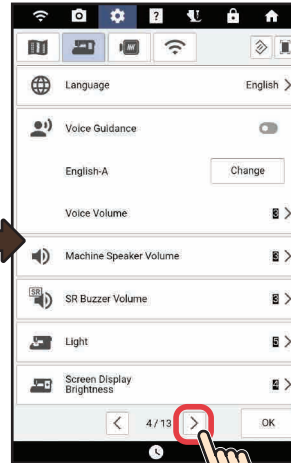 ?
Language
English >
Voice Guidance
English-A
Change
Voice Volume
3 >
Machine Speaker Volume
3 >
SR
SR Buzzer Volume
3 >
Light
5 >
Screen Display
Brightness
>
<
4/13
>
OK